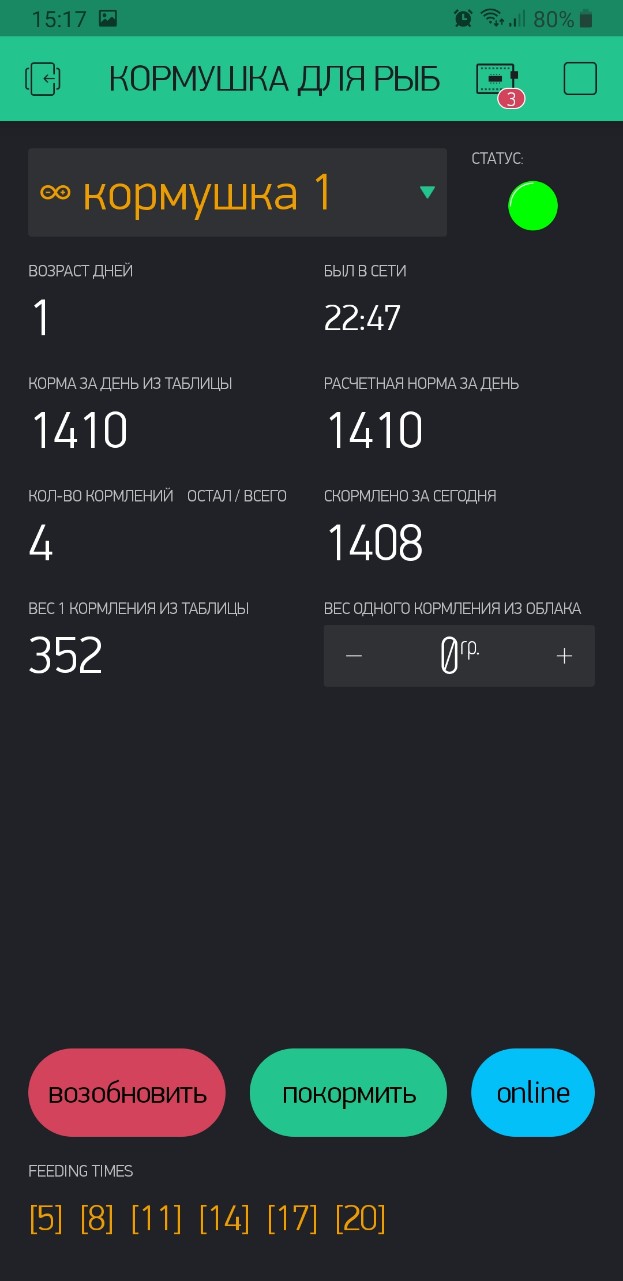 15:17 80%
КОРМУШКА ДЛЯ РЫБ
3
кормушка 1
СТАТУС:
ВОЗРАСТ ДНЕЙ БЫЛ В СЕТИ
1 22:47
КОРМА ЗА ДЕНЬ ИЗ ТАБЛИЦЫ РАСЧЕТНАЯ НОРМА ЗА ДЕНЬ
1410 1410
КОЛ-ВО КОРМЛЕНИЙ ОСТАЛ / ВСЕГО СКОРМЛЕНО ЗА СЕГОДНЯ
4 1408
ВЕС 1 КОРМЛЕНИЯ ИЗ ТАБЛИЦЫ ВЕС ОДНОГО КОРМЛЕНИЯ ИЗ ОБЛАКА
352 − 0гр. +
возобновить покормить online
FEEDING TIMES
[5] [8] [11] [14] [17] [20]